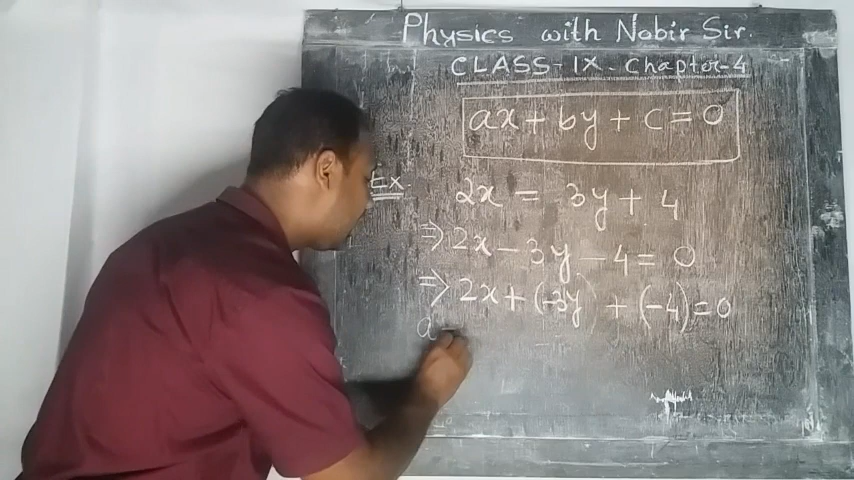 Physics with Nobir Sir.
CLASS-IX. Chapter-4
ax + by + c = 0
EX. 2x = 3y + 4
⇒ 2x - 3y - 4 = 0
⇒ 2x + (-3y) + (-4) = 0
a =